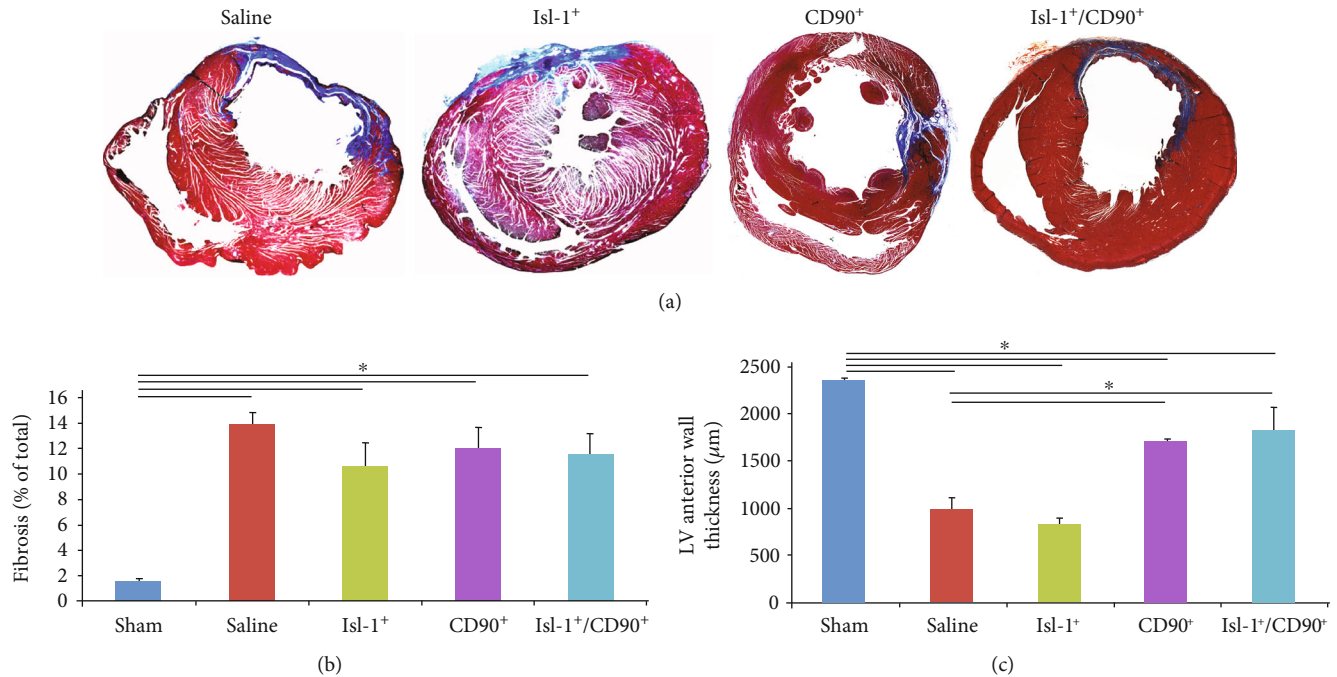 Saline
Isl-1⁺
CD90⁺
Isl-1⁺/CD90⁺
(a)
*
16
14
12
10
8
6
4
2
0
Fibrosis (% of total)
Sham
Saline
Isl-1⁺
CD90⁺
Isl-1⁺/CD90⁺
(b)
*
*
2500
2000
1500
1000
500
0
LV anterior wall
thickness (μm)
Sham
Saline
Isl-1⁺
CD90⁺
Isl-1⁺/CD90⁺
(c)